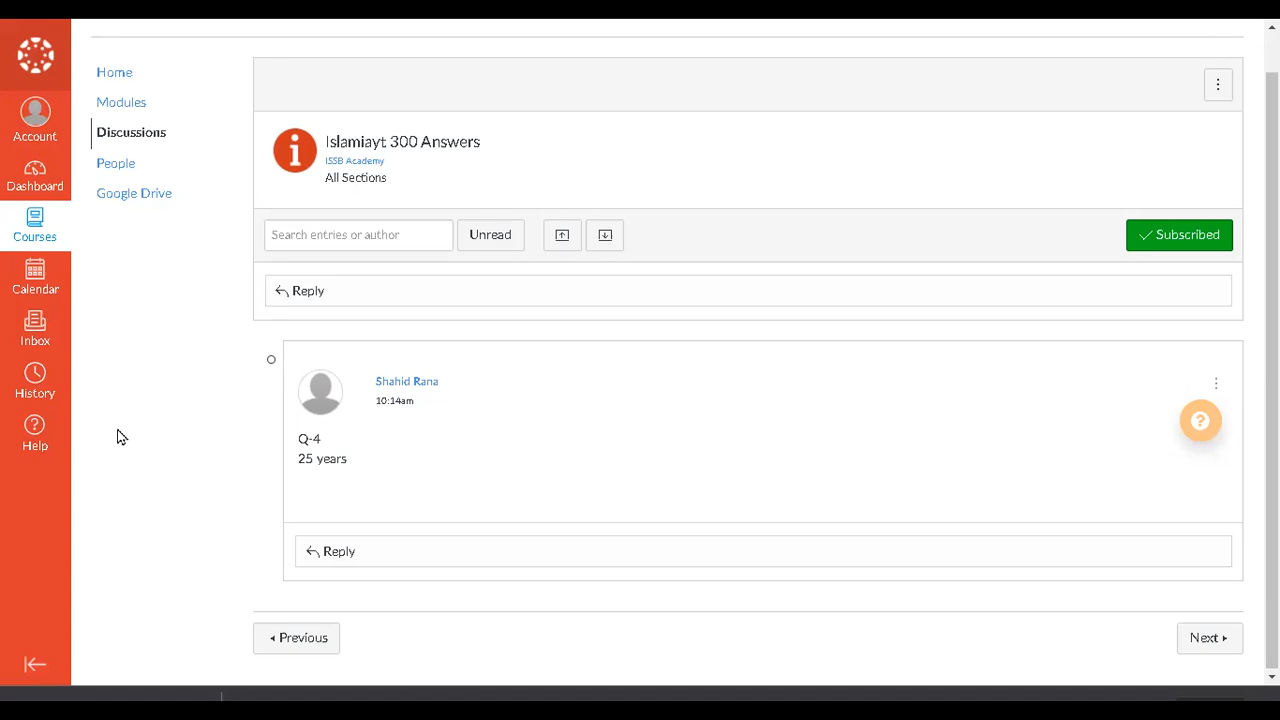 Account
Dashboard
Courses
Calendar
Inbox
History
Help
Home
Modules
Discussions
People
Google Drive
Islamiayt 300 Answers
ISSB Academy
All Sections
Search entries or author
Unread
Subscribed
Reply
Shahid Rana
10:14am
Q-4
25 years
Reply
Previous
Next